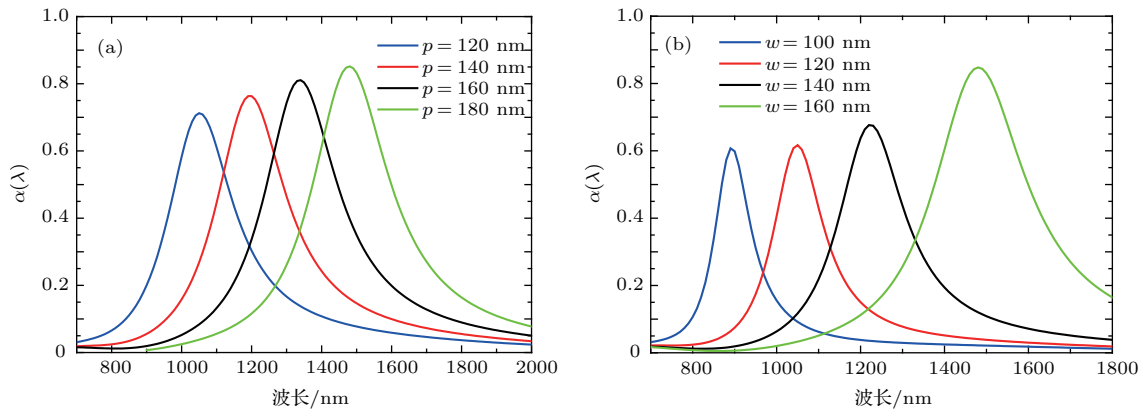 (a)
p = 120 nm
p = 140 nm
p = 160 nm
p = 180 nm
1.0
0.8
0.6
0.4
0.2
0
α(λ)
800 1000 1200 1400 1600 1800 2000
波长/nm
(b)
w = 100 nm
w = 120 nm
w = 140 nm
w = 160 nm
1.0
0.8
0.6
0.4
0.2
0
α(λ)
800 1000 1200 1400 1600 1800
波长/nm